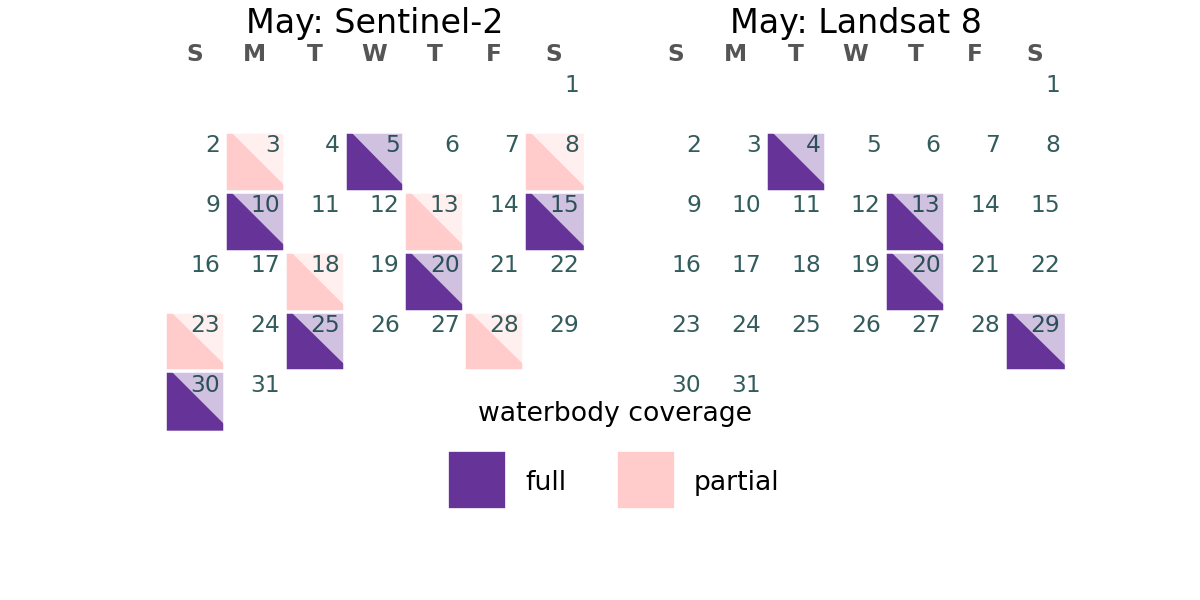 May: Sentinel-2
S M T W T F S
1
2 3 4 5 6 7 8
9 10 11 12 13 14 15
16 17 18 19 20 21 22
23 24 25 26 27 28 29
30 31
May: Landsat 8
S M T W T F S
1
2 3 4 5 6 7 8
9 10 11 12 13 14 15
16 17 18 19 20 21 22
23 24 25 26 27 28 29
30 31
waterbody coverage
full
partial